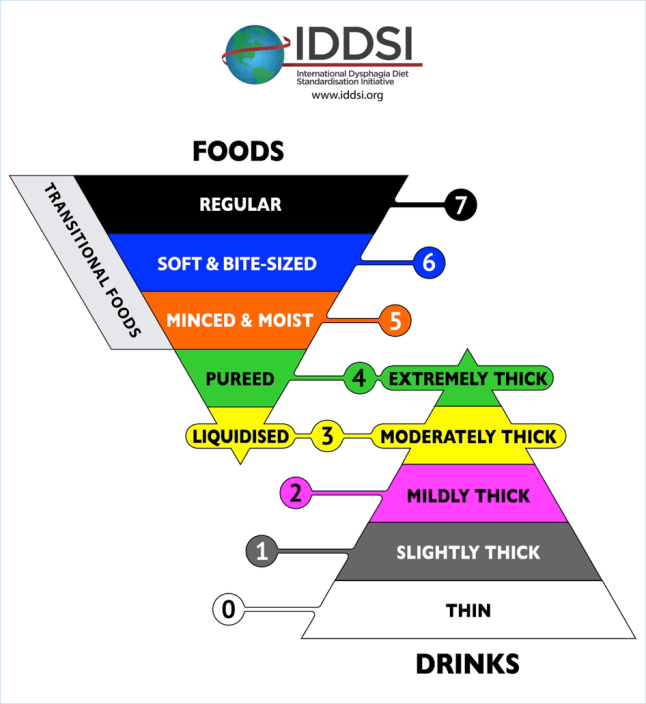 IDDSI
International Dysphagia Diet
Standardisation Initiative
www.iddsi.org
FOODS
TRANSITIONAL FOODS
REGULAR
7
SOFT & BITE-SIZED
6
MINCED & MOIST
5
PUREED
4
EXTREMELY THICK
LIQUIDISED
3
MODERATELY THICK
2
MILDLY THICK
1
SLIGHTLY THICK
0
THIN
DRINKS